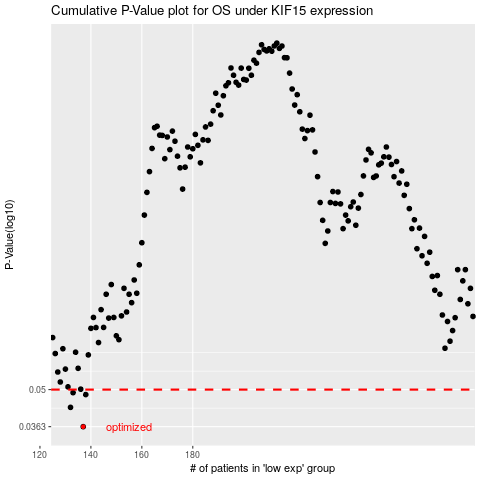 Cumulative P-Value plot for OS under KIF15 expression
P-Value(log10)
0.05
0.0363
optimized
120 140 160 180
# of patients in 'low exp' group